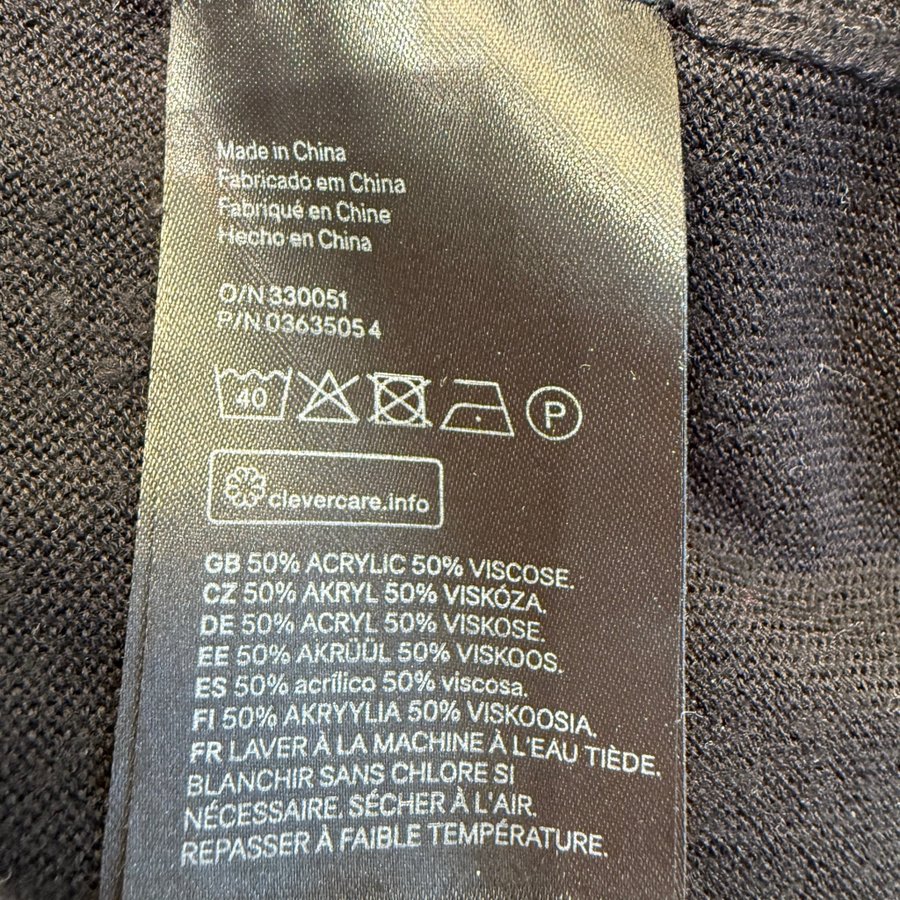 Made in China
Fabricado em China
Fabriqué en Chine
Hecho en China
O/N 330051
P/N 0363505 4
40
P
clevercare.info
GB 50% ACRYLIC 50% VISCOSE.
CZ 50% AKRYL 50% VISKÓZA.
DE 50% ACRYL 50% VISKOSE.
EE 50% AKRÜÜL 50% VISKOOS.
ES 50% acrílico 50% viscosa.
FI 50% AKRYYLIA 50% VISKOOSIA.
FR LAVER À LA MACHINE À L'EAU TIÈDE.
BLANCHIR SANS CHLORE SI
NÉCESSAIRE. SÉCHER À L'AIR.
REPASSER À FAIBLE TEMPÉRATURE.